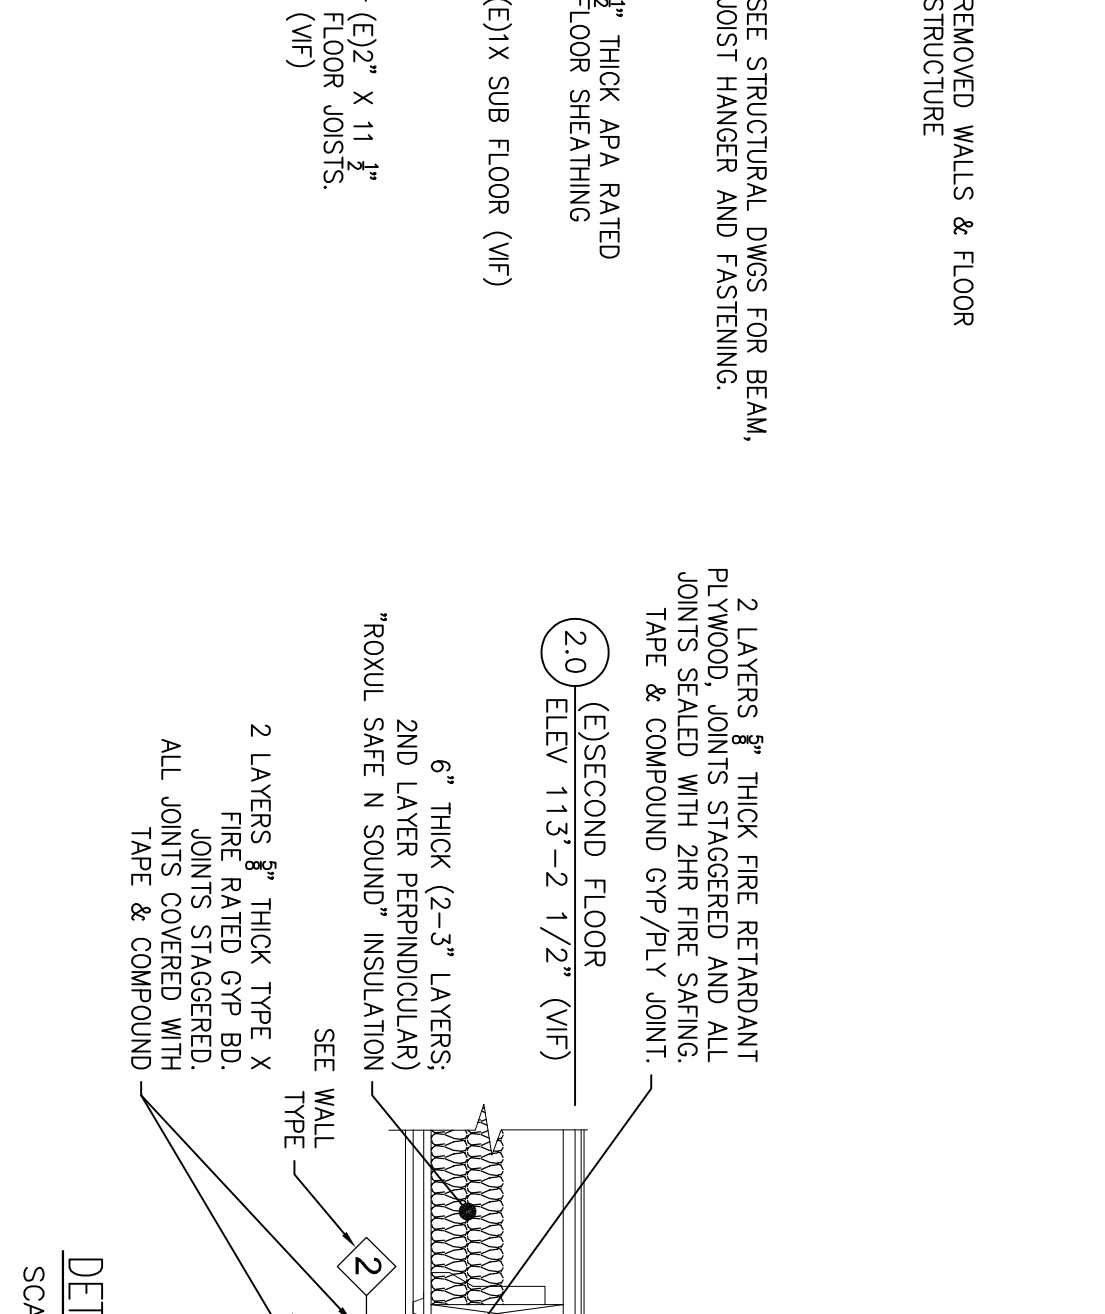 REMOVED WALLS & FLOOR
STRUCTURE
SEE STRUCTURAL DWGS FOR BEAM,
JOIST HANGER AND FASTENING.
1/2" THICK APA RATED
FLOOR SHEATHING
(E)1X SUB FLOOR (VIF)
(E)2" X 11 1/2"
FLOOR JOISTS.
(VIF)
2 LAYERS 5/8" THICK FIRE RETARDANT
PLYWOOD, JOINTS STAGGERED AND ALL
JOINTS SEALED WITH 2HR FIRE SAFING.
TAPE & COMPOUND GYP/PLY JOINT.
2.0
(E)SECOND FLOOR
ELEV 113'-2 1/2" (VIF)
6" THICK (2-3" LAYERS;
2ND LAYER PERPINDICULAR)
"ROXUL SAFE N SOUND" INSULATION
SEE WALL
TYPE
2
2 LAYERS 5/8" THICK TYPE X
FIRE RATED GYP BD.
JOINTS STAGGERED.
ALL JOINTS COVERED WITH
TAPE & COMPOUND
DET
SCA